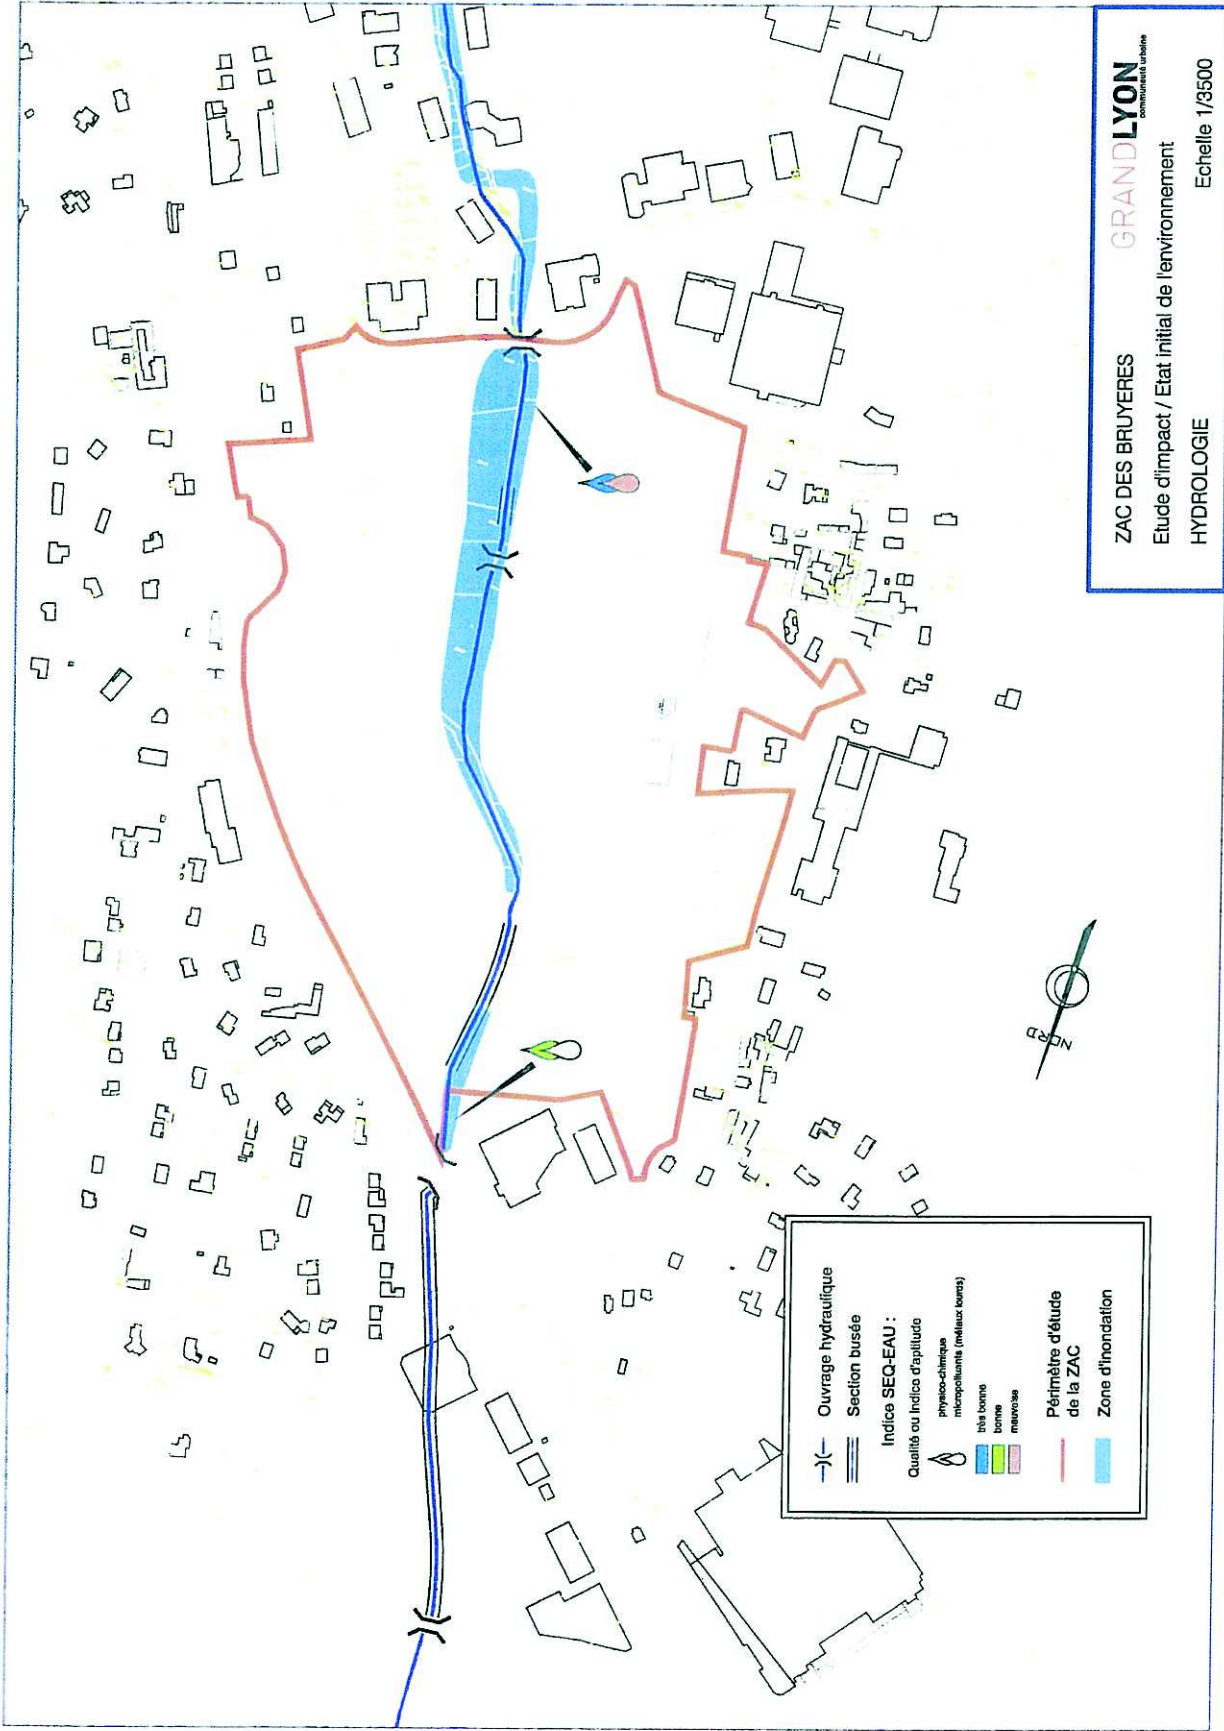 ZAC DES BRUYERES
GRANDLYON
communauté urbaine
Etude d'impact / Etat initial de l'environnement
HYDROLOGIE
Echelle 1/3500
NORD
Ouvrage hydraulique
Section busée
Indice SEQ-EAU :
Qualité ou Indice d'aptitude
physico-chimique
micropolluants (métaux lourds)
très bonne
bonne
mauvaise
Périmètre d'étude
de la ZAC
Zone d'inondation